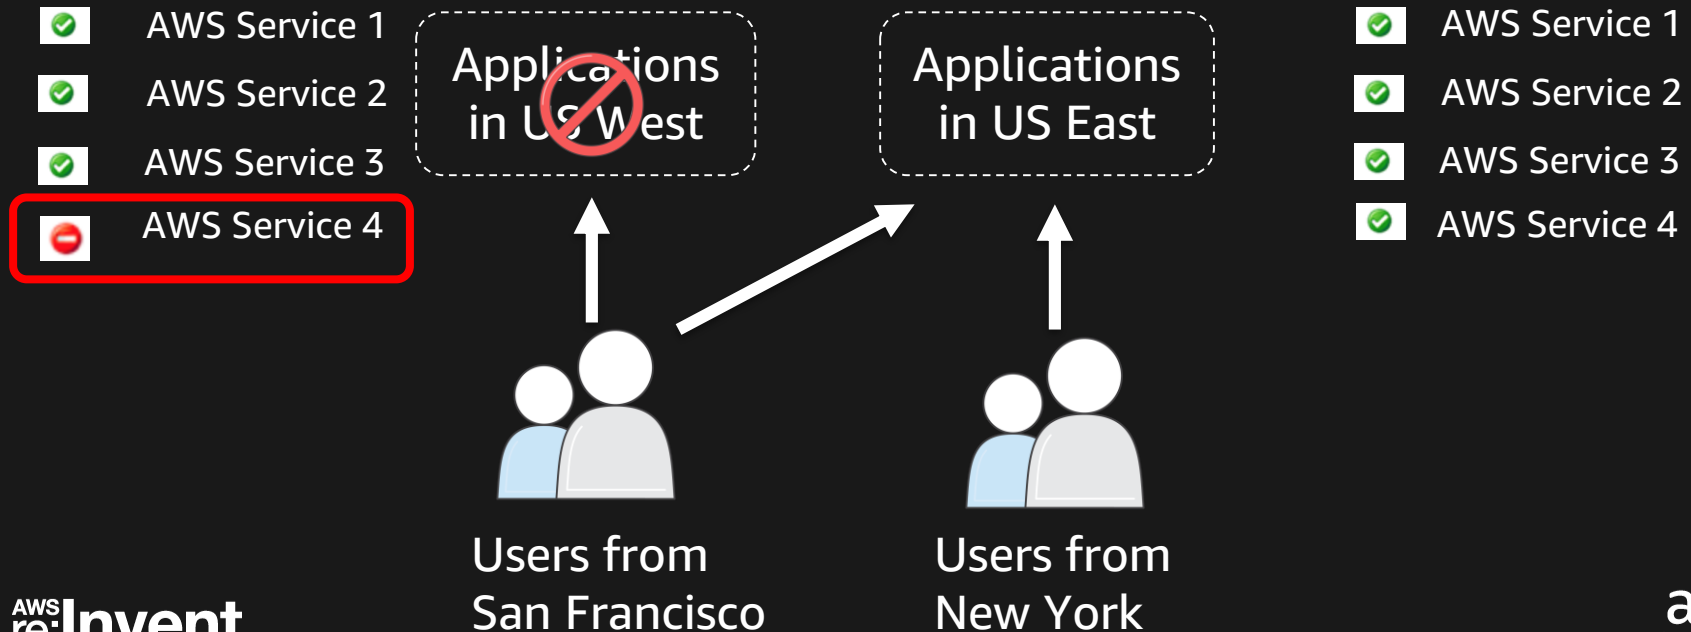 AWS Service 1
AWS Service 2
AWS Service 3
AWS Service 4
Applications
in US West
Applications
in US East
AWS Service 1
AWS Service 2
AWS Service 3
AWS Service 4
Users from
San Francisco
Users from
New York
AWS
re:Invent
a